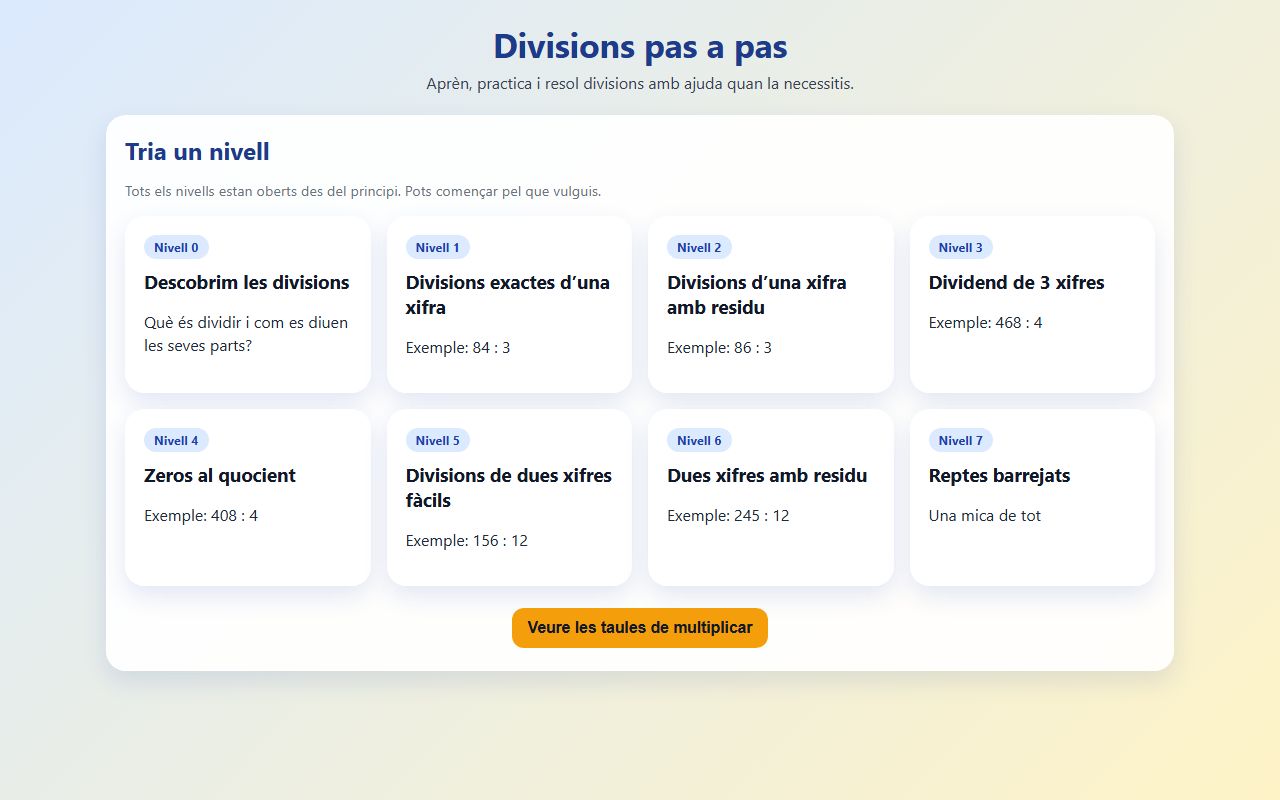 Divisions pas a pas
Aprèn, practica i resol divisions amb ajuda quan la necessitis.
Tria un nivell
Tots els nivells estan oberts des del principi. Pots començar pel que vulguis.
Nivell 0
Descobrim les divisions
Què és dividir i com es diuen
les seves parts?
Nivell 1
Divisions exactes d’una
xifra
Exemple: 84 : 3
Nivell 2
Divisions d’una xifra
amb residu
Exemple: 86 : 3
Nivell 3
Dividend de 3 xifres
Exemple: 468 : 4
Nivell 4
Zeros al quocient
Exemple: 408 : 4
Nivell 5
Divisions de dues xifres
fàcils
Exemple: 156 : 12
Nivell 6
Dues xifres amb residu
Exemple: 245 : 12
Nivell 7
Reptes barrejats
Una mica de tot
Veure les taules de multiplicar